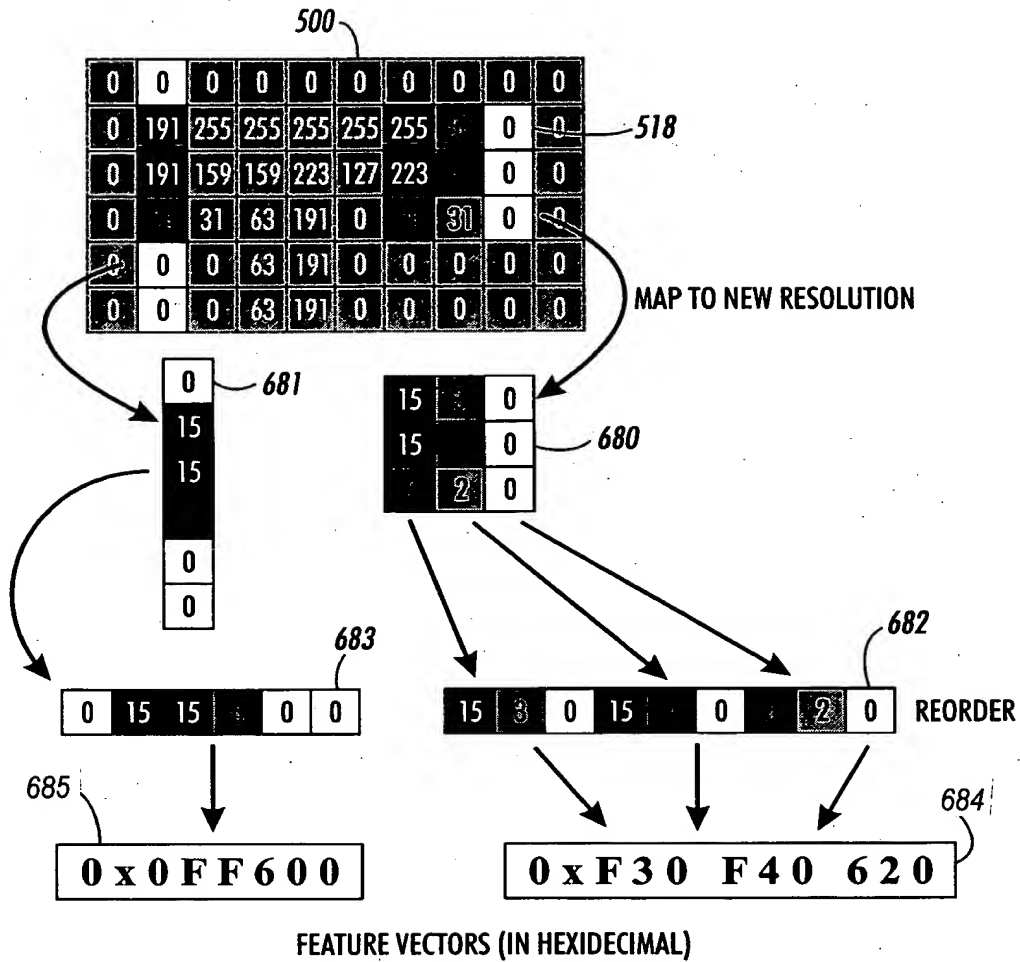 500
0 0 0 0 0 0 0 0 0
0 191 255 255 255 255 255 0 0
518
0 191 159 159 223 127 223 0 0
0 31 63 191 0 31 0 0
0 0 0 63 191 0 0 0 0 0
0 0 0 63 191 0 0 0 0 0
MAP TO NEW RESOLUTION
0
681
15
15
0
0
15 0
15 0
680
2 0
683
682
0 15 15 0 0
15 3 0 15 0 2 0
REORDER
685
684
0x0FF600
0xF30 F40 620
FEATURE VECTORS (IN HEXIDECIMAL)